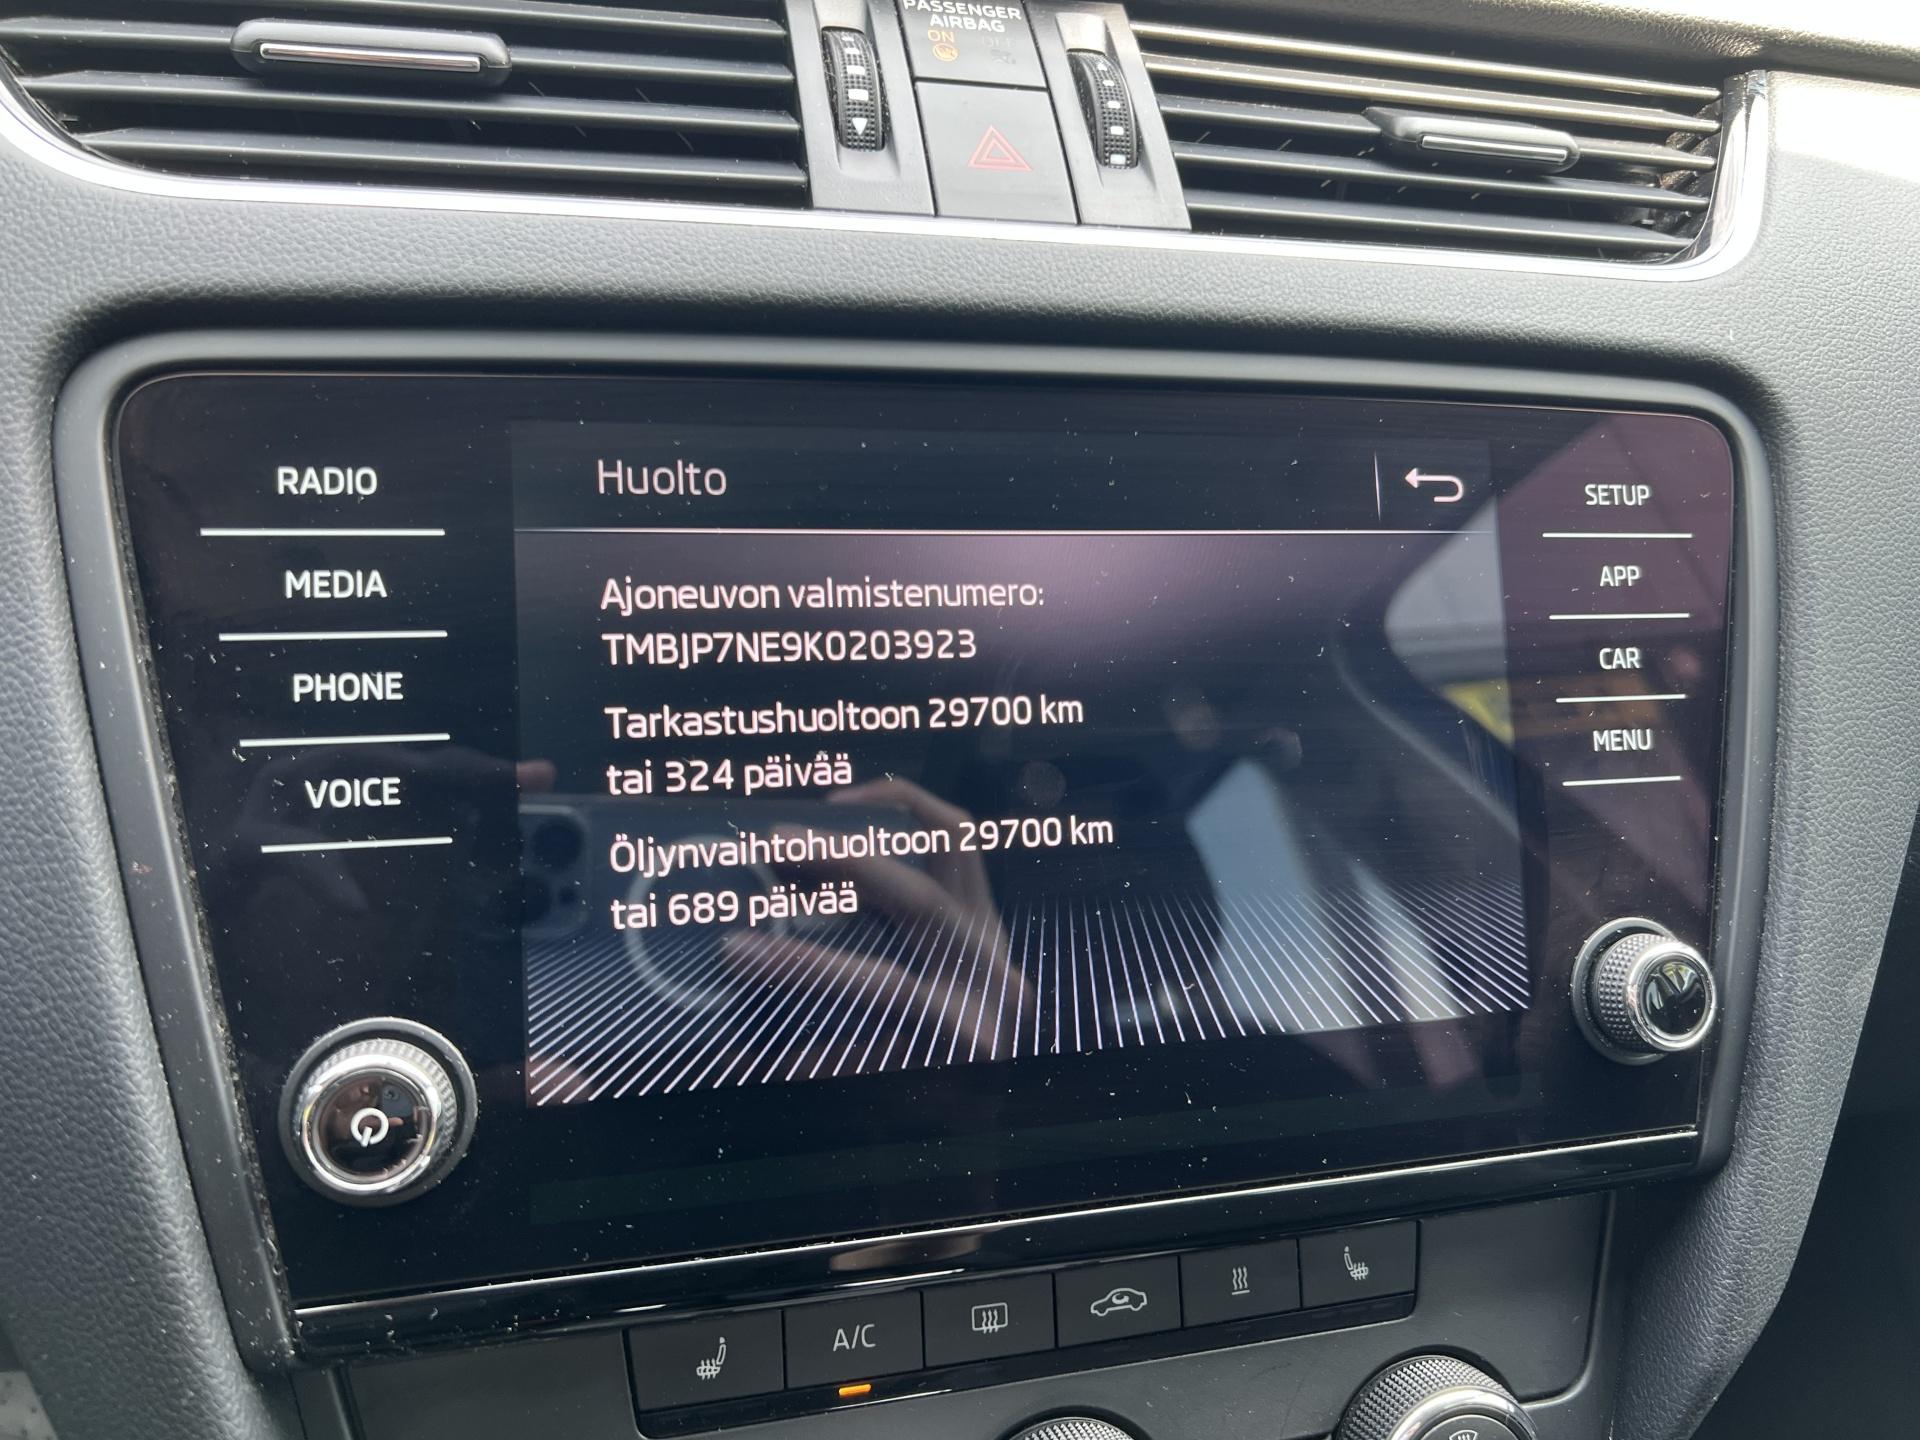 PASSENGER
AIRBAG
ON OFF
RADIO
MEDIA
PHONE
VOICE
Huolto
Ajoneuvon valmistenumero:
TMBJP7NE9K0203923
Tarkastushuoltoon 29700 km
tai 324 päivää
Öljynvaihtohuoltoon 29700 km
tai 689 päivää
SETUP
APP
CAR
MENU
A/C